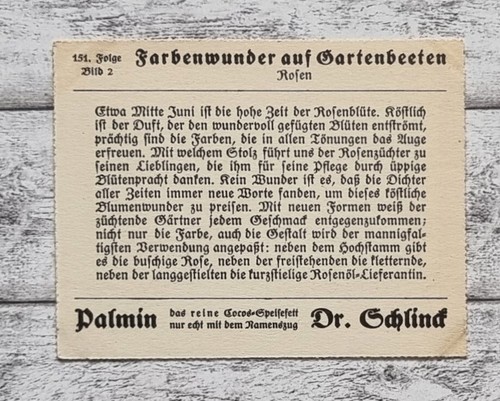 151. Folge
Bild 2
Farbenwunder auf Gartenbeeten
Rosen
Etwa Mitte Juni ist die hohe Zeit der Rosenblüte. Köstlich
ist der Duft, der den wundervoll gefügten Blüten entströmt,
prächtig sind die Farben, die in allen Tönungen das Auge
erfreuen. Mit welchem Stolz führt uns der Rosenzüchter zu
seinen Lieblingen, die ihm für seine Pflege durch üppige
Blütenpracht danken. Kein Wunder ist es, daß die Dichter
aller Zeiten immer neue Worte fanden, um dieses köstliche
Blumenwunder zu preisen. Mit neuen Formen weiß der
züchtende Gärtner jedem Geschmack entgegenzukommen;
nicht nur die Farbe, auch die Gestalt wird der mannigfal-
tigsten Verwendung angepaßt: neben dem Hochstamm gibt
es die buschige Rose, neben der freistehenden die kletternde,
neben der langgestielten die kurzstielige Rosenöl-Lieferantin.
Palmin
das reine Cocos-Speisefett
nur echt mit dem Namenszug
Dr. Schlinck